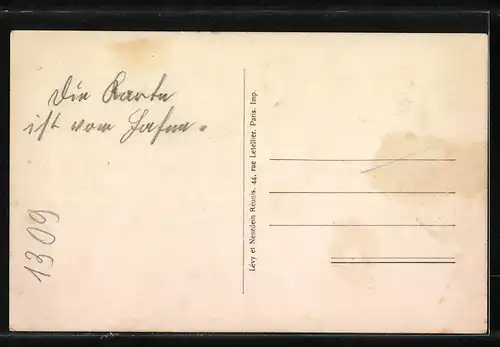 Die Karte
ist vom Hafen.
1309
Lévy et Neurdein Réunis. 44, rue Letellier. Paris. Imp.